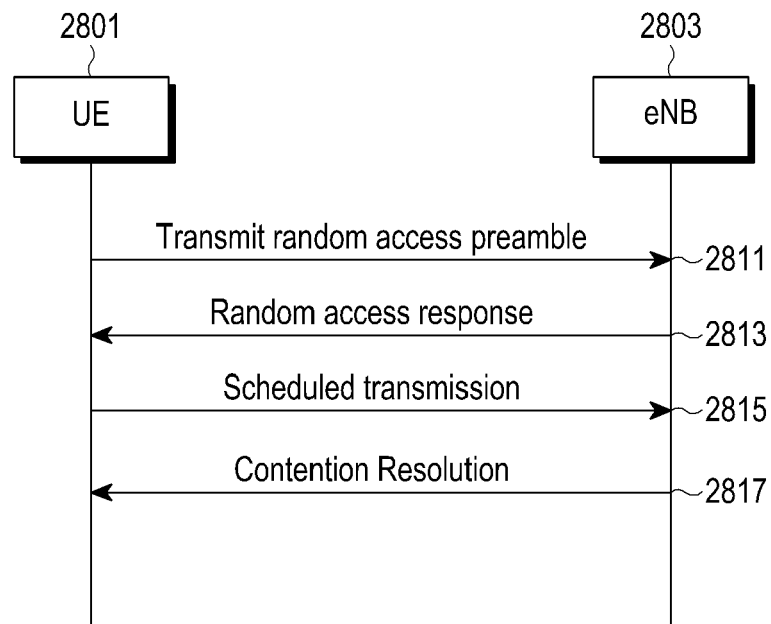 2801
2803
UE
eNB
Transmit random access preamble
2811
Random access response
2813
Scheduled transmission
2815
Contention Resolution
2817